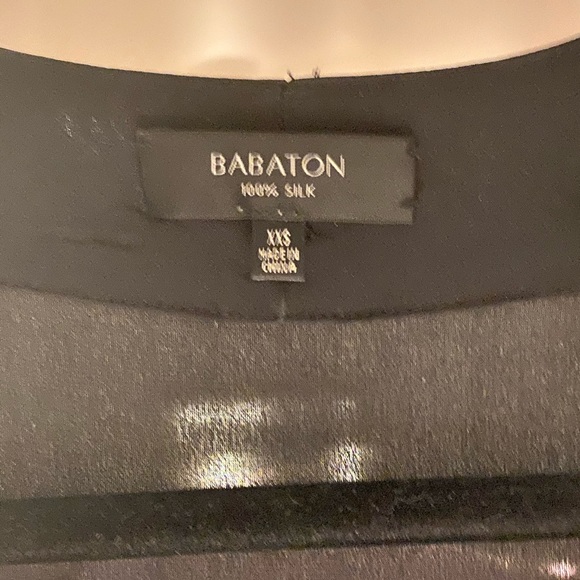 BABATON
100% SILK
XXS
MADE IN
CHINA